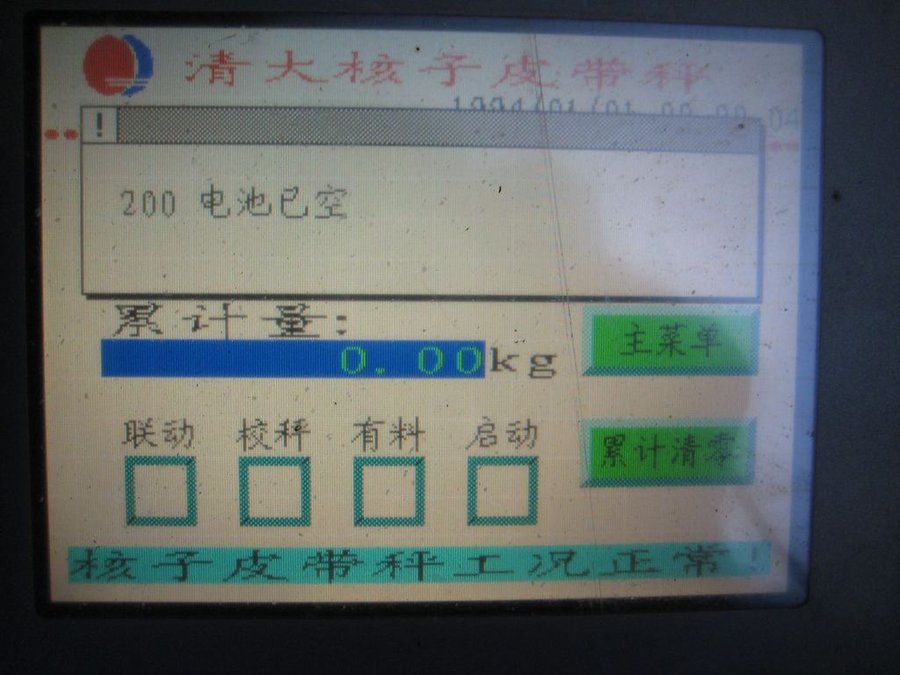 清大核子皮带秤
!
200 电池已空
累计量:
0.00kg
主菜单
联动 校秤 有料 启动
累计清零
核子皮带秤工况正常!